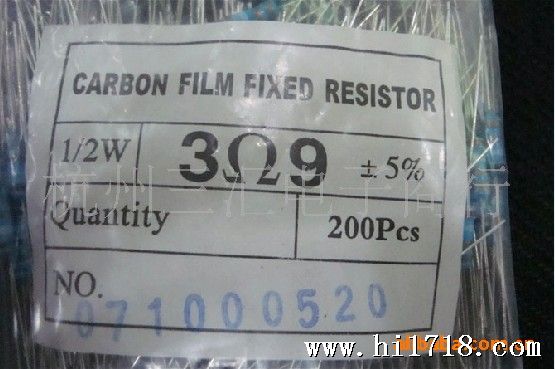 CARBON FILM FIXED RESISTOR
1/2W 3Ω9 ±5%
Quantity 200Pcs
NO. 071000520
www.hi1718.com